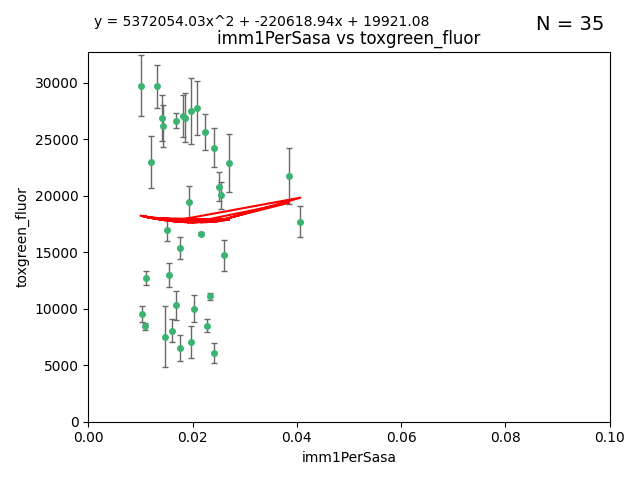 y = 5372054.03x^2 + -220618.94x + 19921.08
N = 35
imm1PerSasa vs toxgreen_fluor
30000
25000
20000
15000
10000
5000
0
toxgreen_fluor
0.00 0.02 0.04 0.06 0.08 0.10
imm1PerSasa